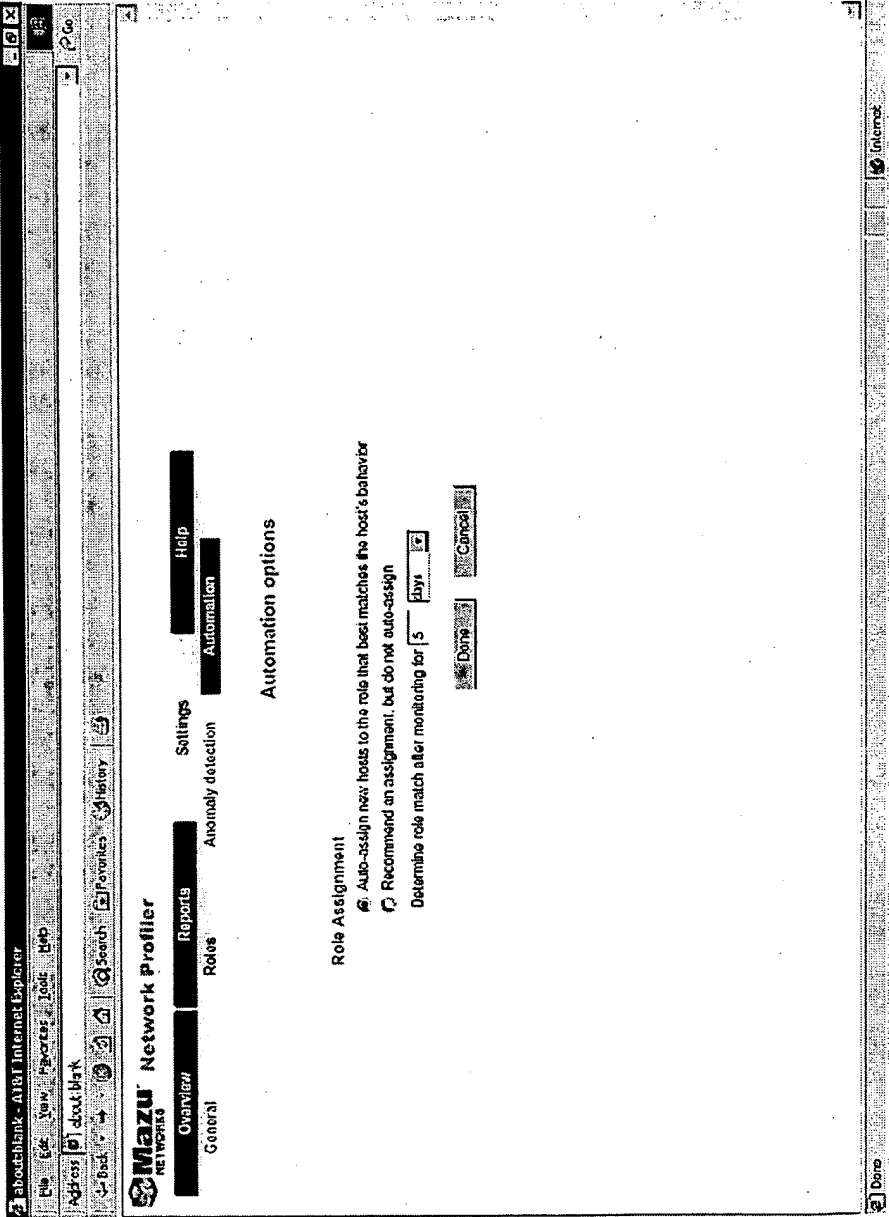 about:blank - AT&T Internet Explorer
File Edit View Favorites Tools Help
Address about:blank Go
Back Search Favorites History
Mazu Network Profiler
NETWORKS
Overview Reports Settings Help
General Roles Anomaly detection Automation
Automation options
Role Assignment
Auto-assign new hosts to the role that best matches the host's behavior
Recommend an assignment, but do not auto-assign
Determine role match after monitoring for 5 days
Done Cancel
Done Internet